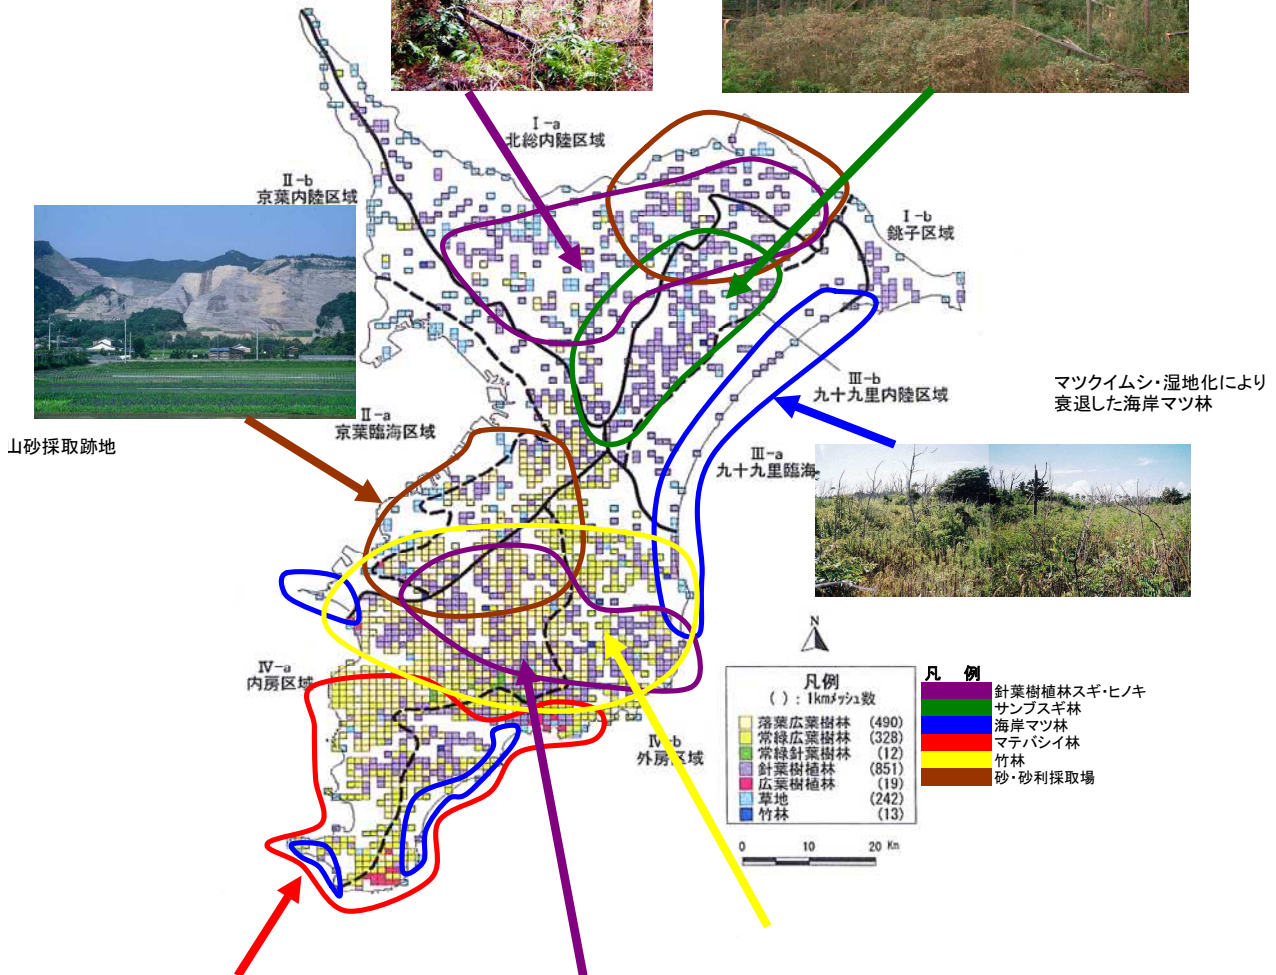 Ⅰ-a
北総内陸区域
Ⅱ-b
京葉内陸区域
Ⅰ-b
銚子区域
Ⅲ-b
九十九里内陸区域
マツクイムシ・湿地化により
衰退した海岸マツ林
Ⅱ-a
京葉臨海区域
山砂採取跡地
Ⅲ-a
九十九里臨海
N
Ⅳ-a
内房区域
Ⅳ-b
外房区域
凡例
( ) : 1kmメッシュ数
落葉広葉樹林 (490)
常緑広葉樹林 (328)
常緑針葉樹林 (12)
針葉樹植林 (851)
広葉樹植林 (19)
草地 (242)
竹林 (13)
0 10 20 Km
凡 例
針葉樹植林スギ・ヒノキ
サンブスギ林
海岸マツ林
マテバシイ林
竹林
砂・砂利採取場